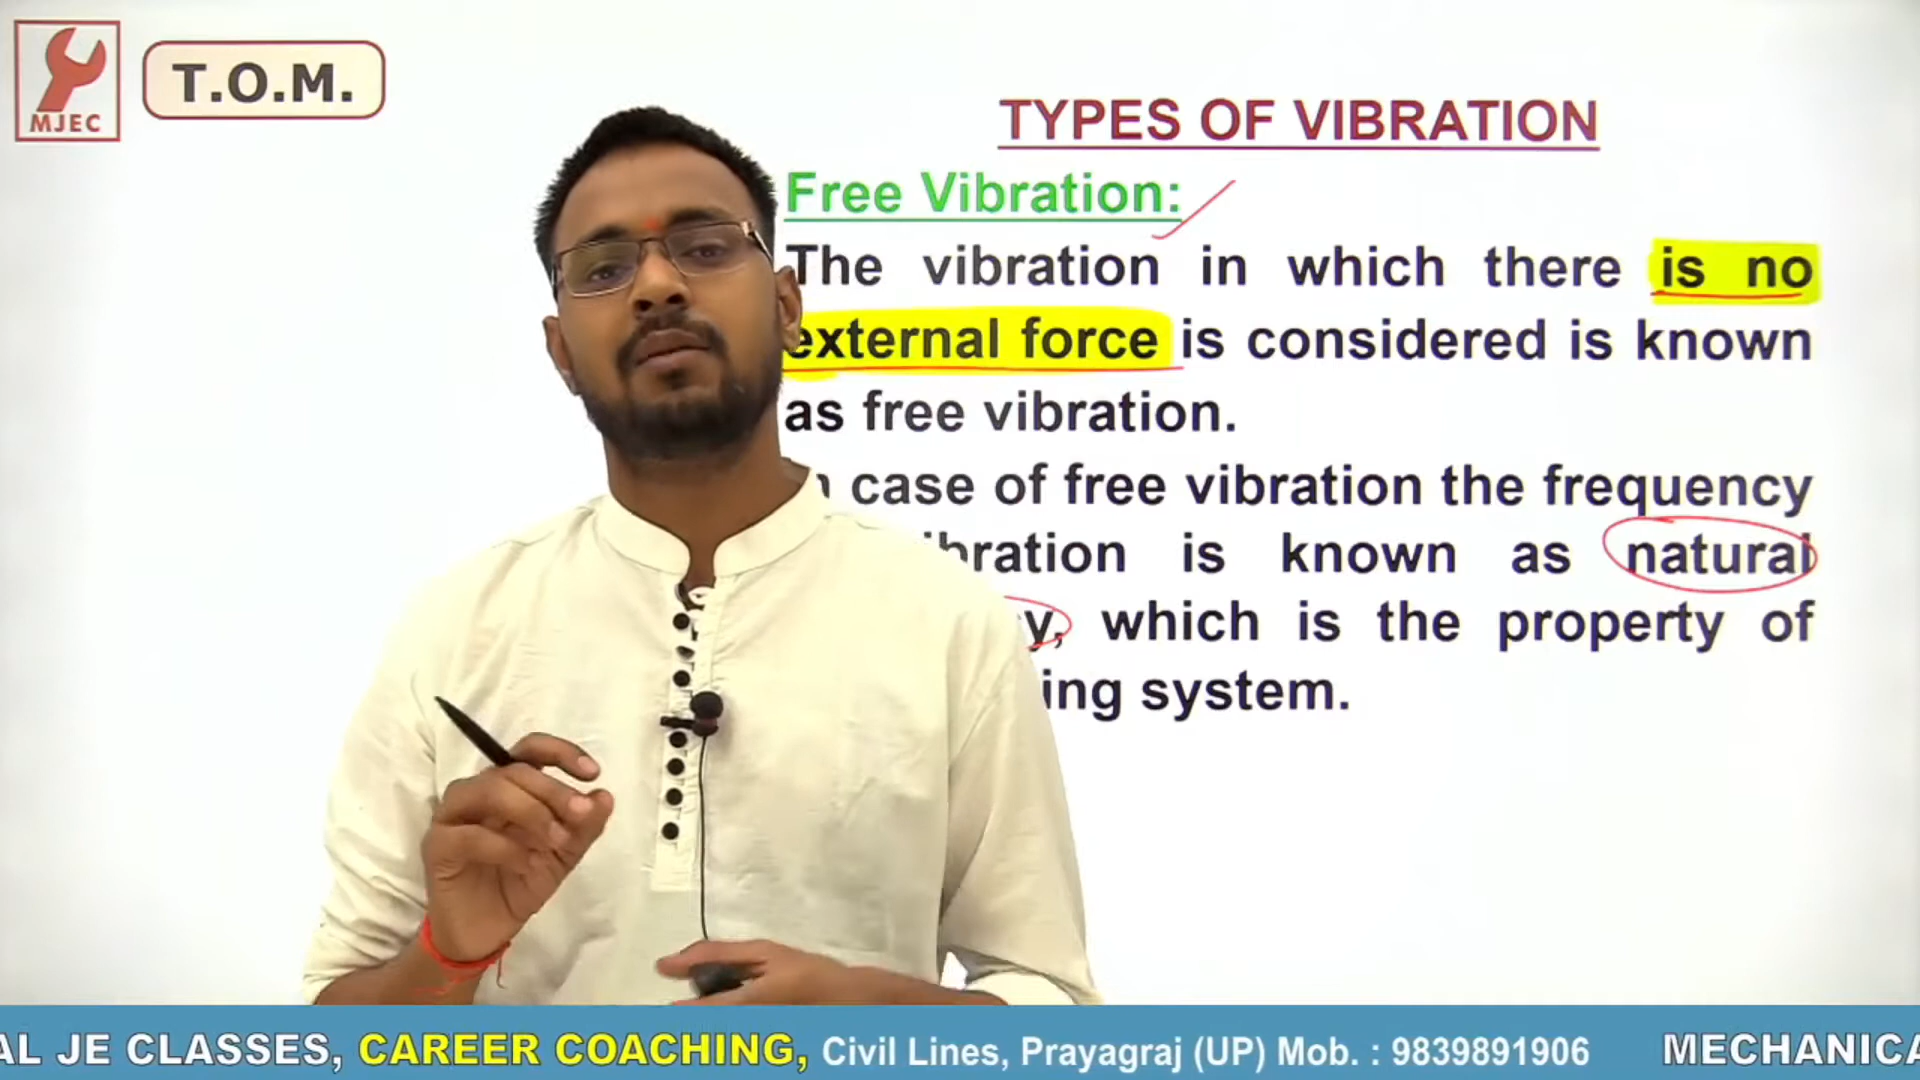 MJEC
T.O.M.
TYPES OF VIBRATION
Free Vibration:
The vibration in which there is no
external force is considered is known
as free vibration.
case of free vibration the frequency
is known as natural
which is the property of
system.
AL JE CLASSES, CAREER COACHING, Civil Lines, Prayagraj (UP) Mob. : 9839891906 MECHANICA